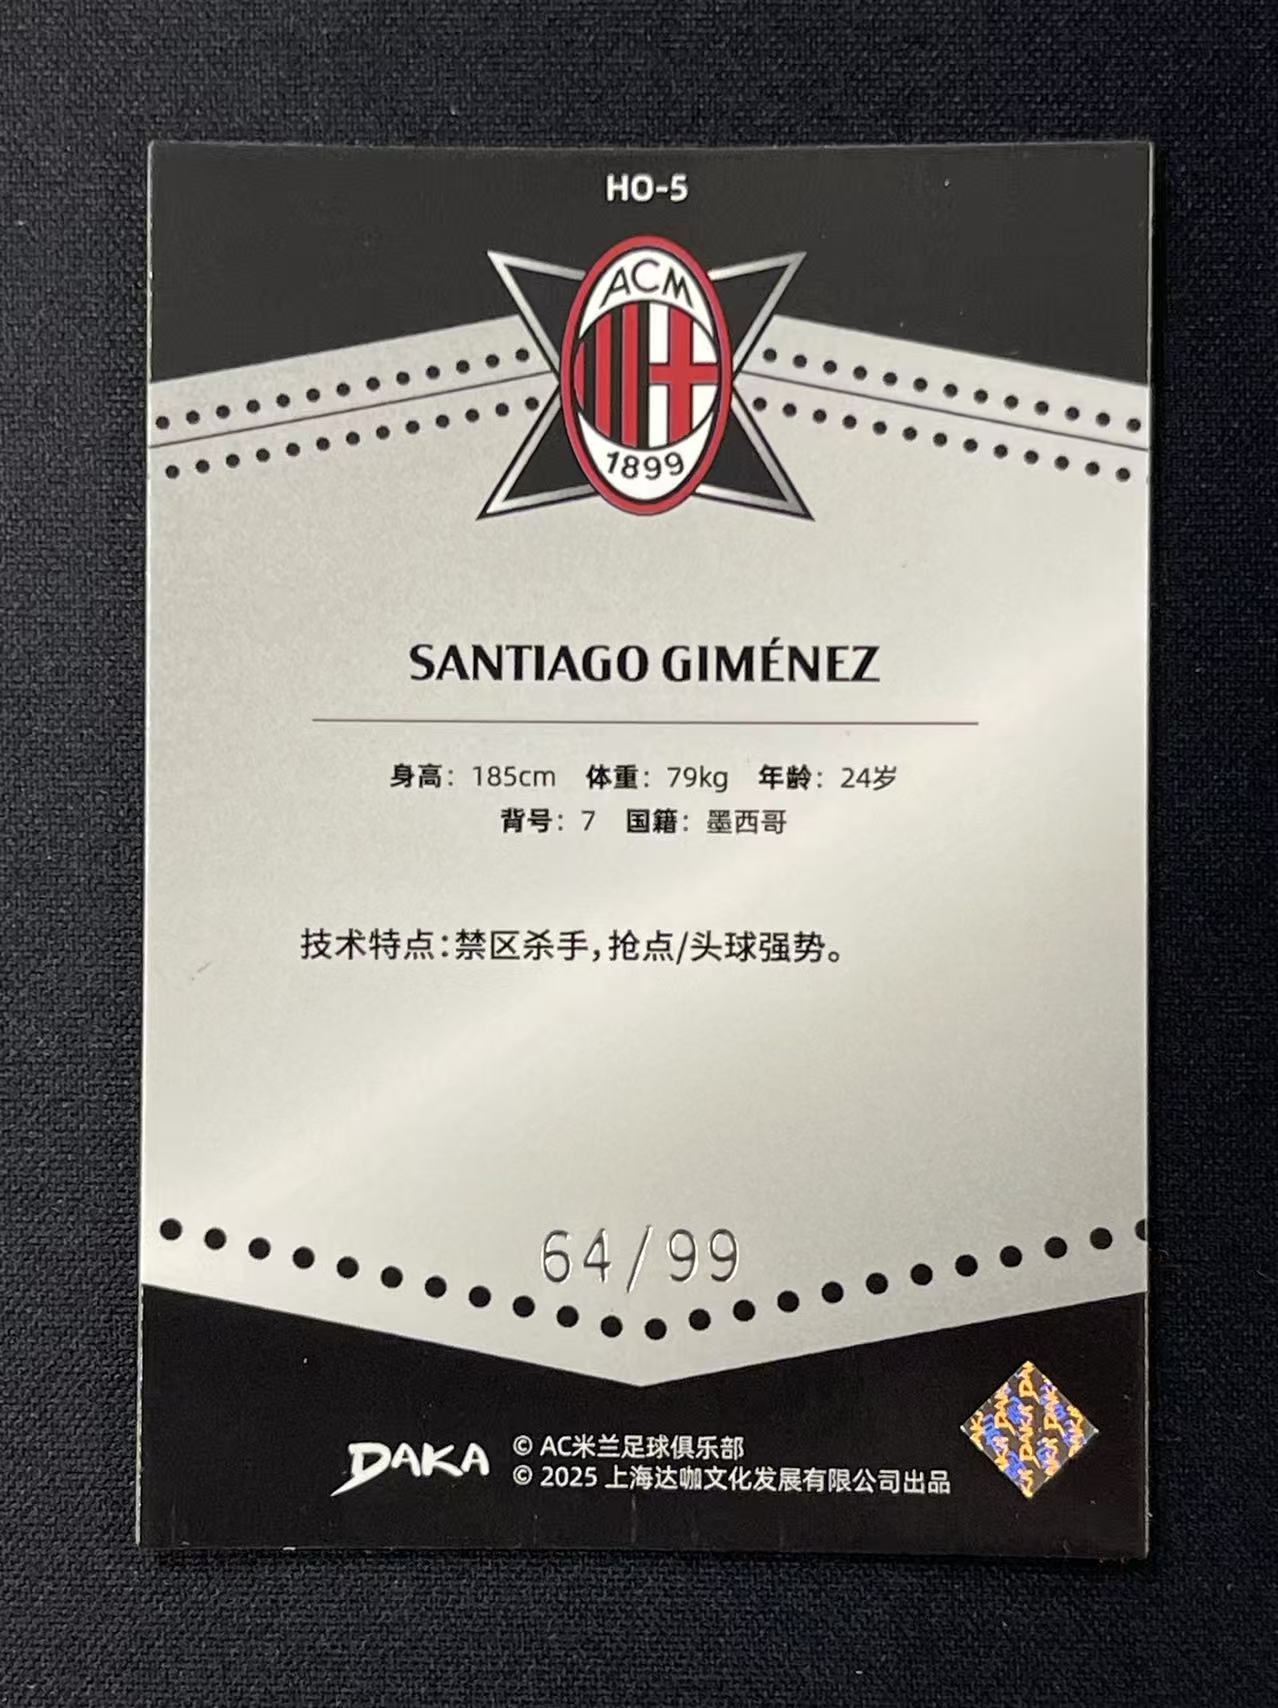 HO-5
ACM
1899
SANTIAGO GIMÉNEZ
身高：185cm 体重：79kg 年龄：24岁
背号：7 国籍：墨西哥
技术特点：禁区杀手，抢点/头球强势。
64/99
DAKA
© AC米兰足球俱乐部
© 2025 上海达咖文化发展有限公司出品
DAKA